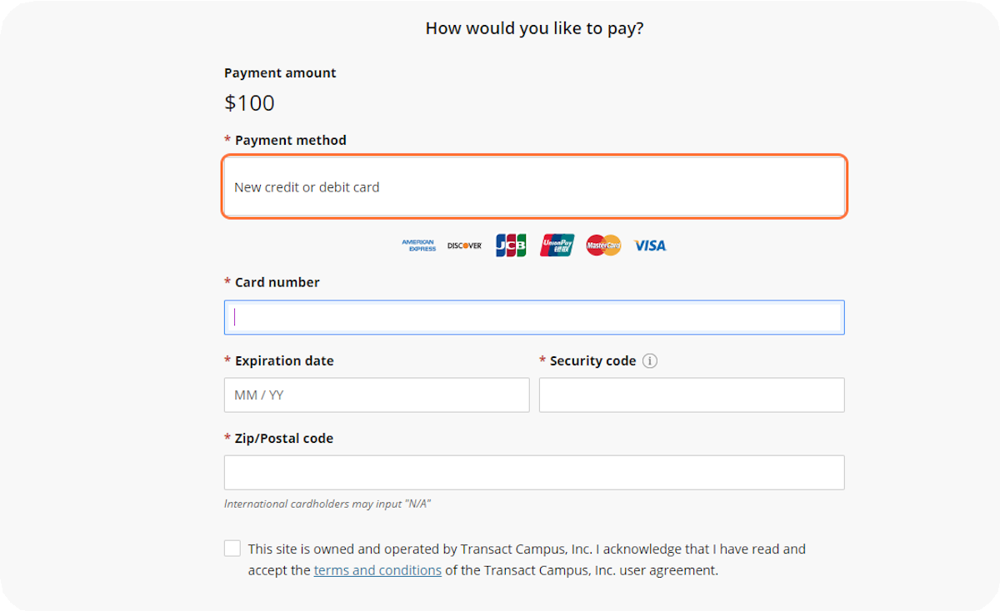 How would you like to pay?
Payment amount
$100
* Payment method
New credit or debit card
AMERICAN EXPRESS DISCOVER JCB UnionPay 银联 MasterCard VISA
* Card number
* Expiration date * Security code i
MM / YY
* Zip/Postal code
International cardholders may input "N/A"
This site is owned and operated by Transact Campus, Inc. I acknowledge that I have read and
accept the terms and conditions of the Transact Campus, Inc. user agreement.